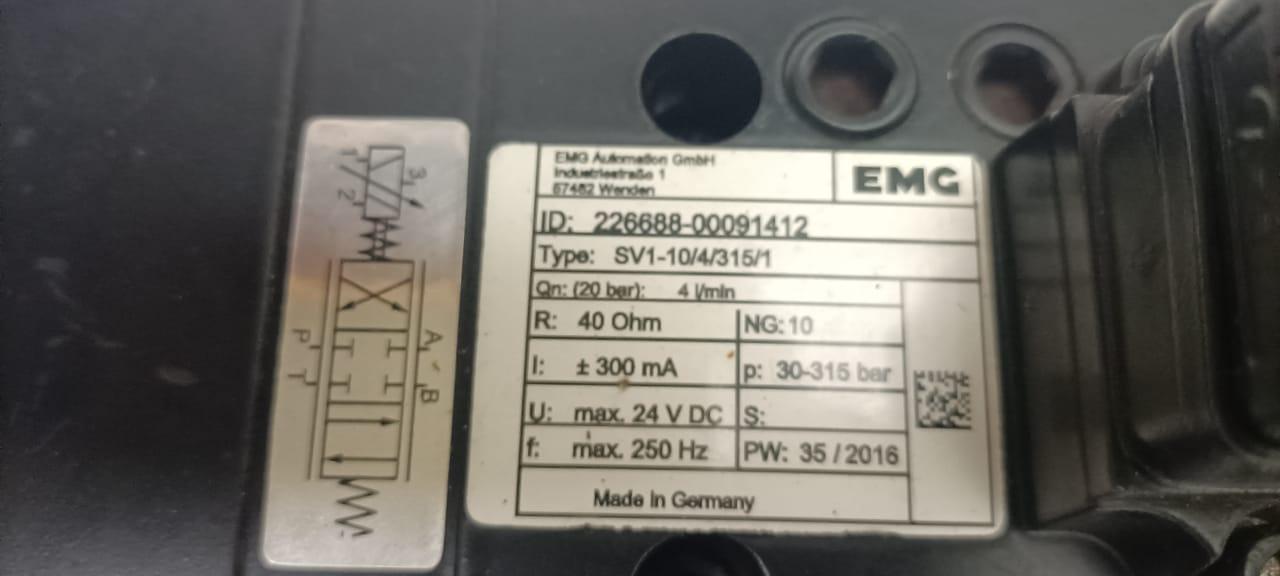 EMG Automation GmbH
Industriestraße 1
57482 Wenden
EMG
ID: 226688-00091412
Type: SV1-10/4/315/1
Qn: (20 bar): 4 l/min
R: 40 Ohm
NG: 10
I: ± 300 mA
p: 30-315 bar
U: max. 24 V DC
S:
f: max. 250 Hz
PW: 35 / 2016
Made in Germany
1 3
2
A
P
T
B